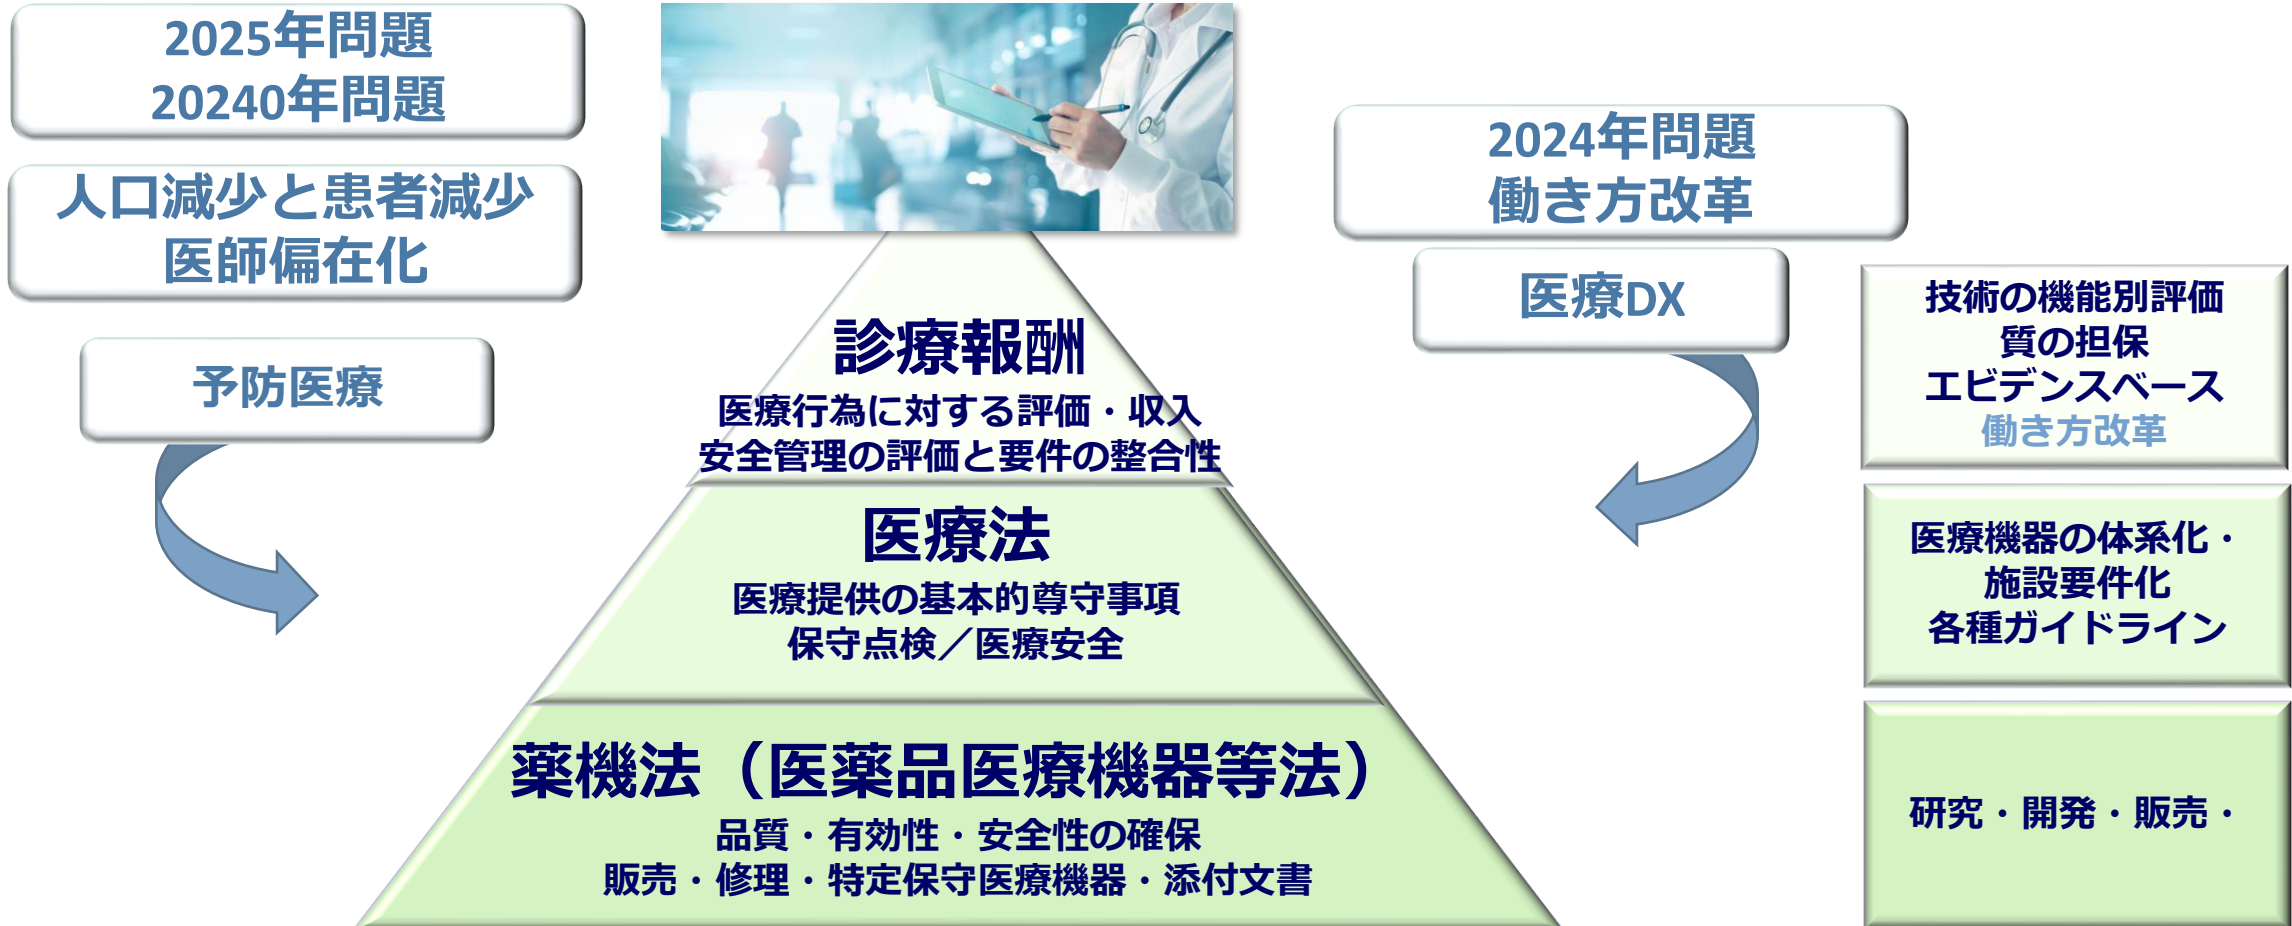 2025年問題
20240年問題
人口減少と患者減少
医師偏在化
予防医療
2024年問題
働き方改革
医療DX
診療報酬
医療行為に対する評価・収入
安全管理の評価と要件の整合性
医療法
医療提供の基本的尊守事項
保守点検／医療安全
薬機法（医薬品医療機器等法）
品質・有効性・安全性の確保
販売・修理・特定保守医療機器・添付文書
技術の機能別評価
質の担保
エビデンスベース
働き方改革
医療機器の体系化・
施設要件化
各種ガイドライン
研究・開発・販売・